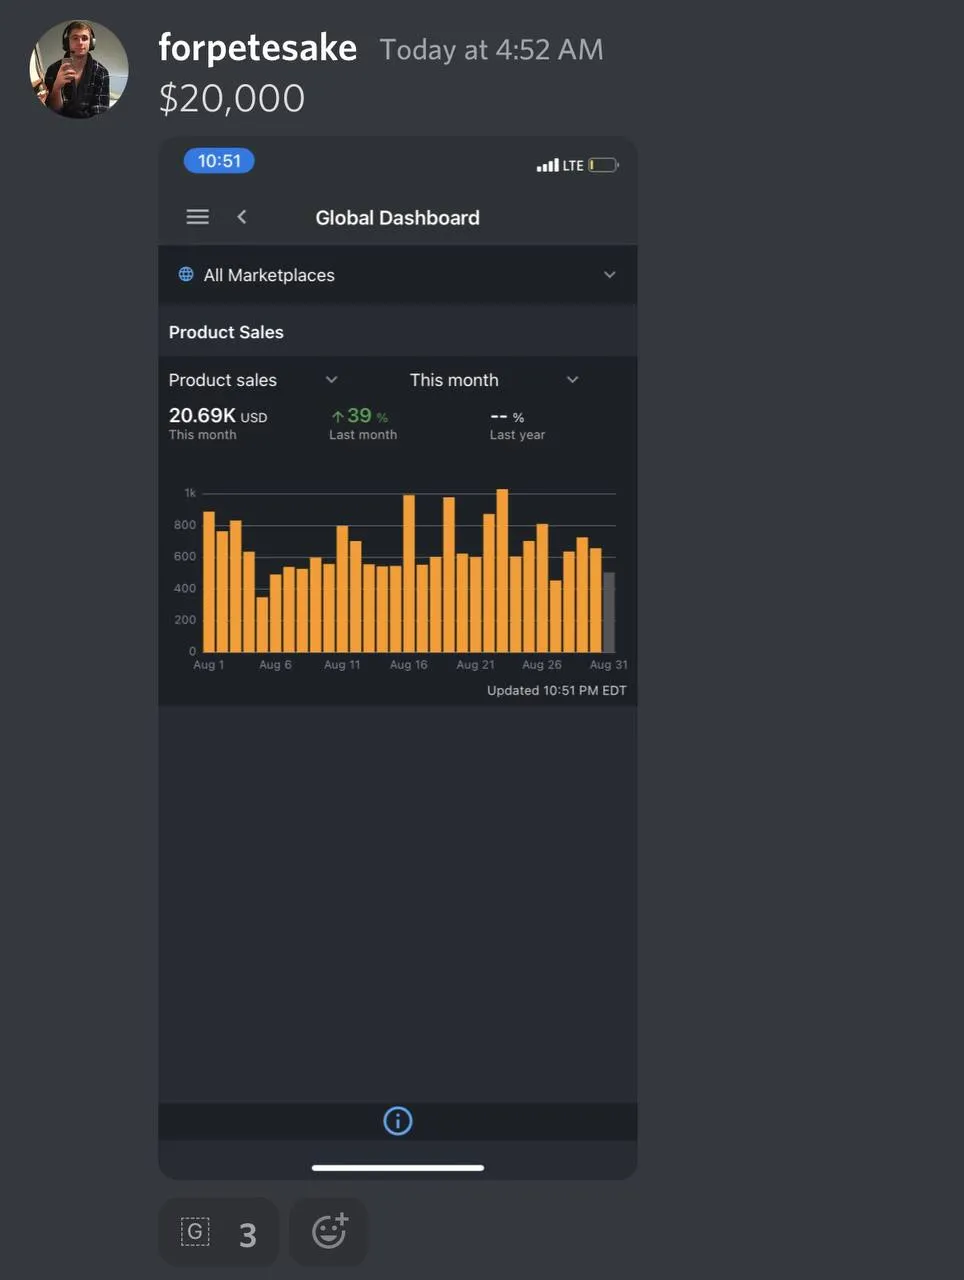 forpetesake Today at 4:52 AM
$20,000
10:51 LTE
Global Dashboard
All Marketplaces
Product Sales
Product sales This month
20.69K USD ↑39 % -- %
This month Last month Last year
1k
800
600
400
200
0
Aug 1 Aug 6 Aug 11 Aug 16 Aug 21 Aug 26 Aug 31
Updated 10:51 PM EDT
G 3